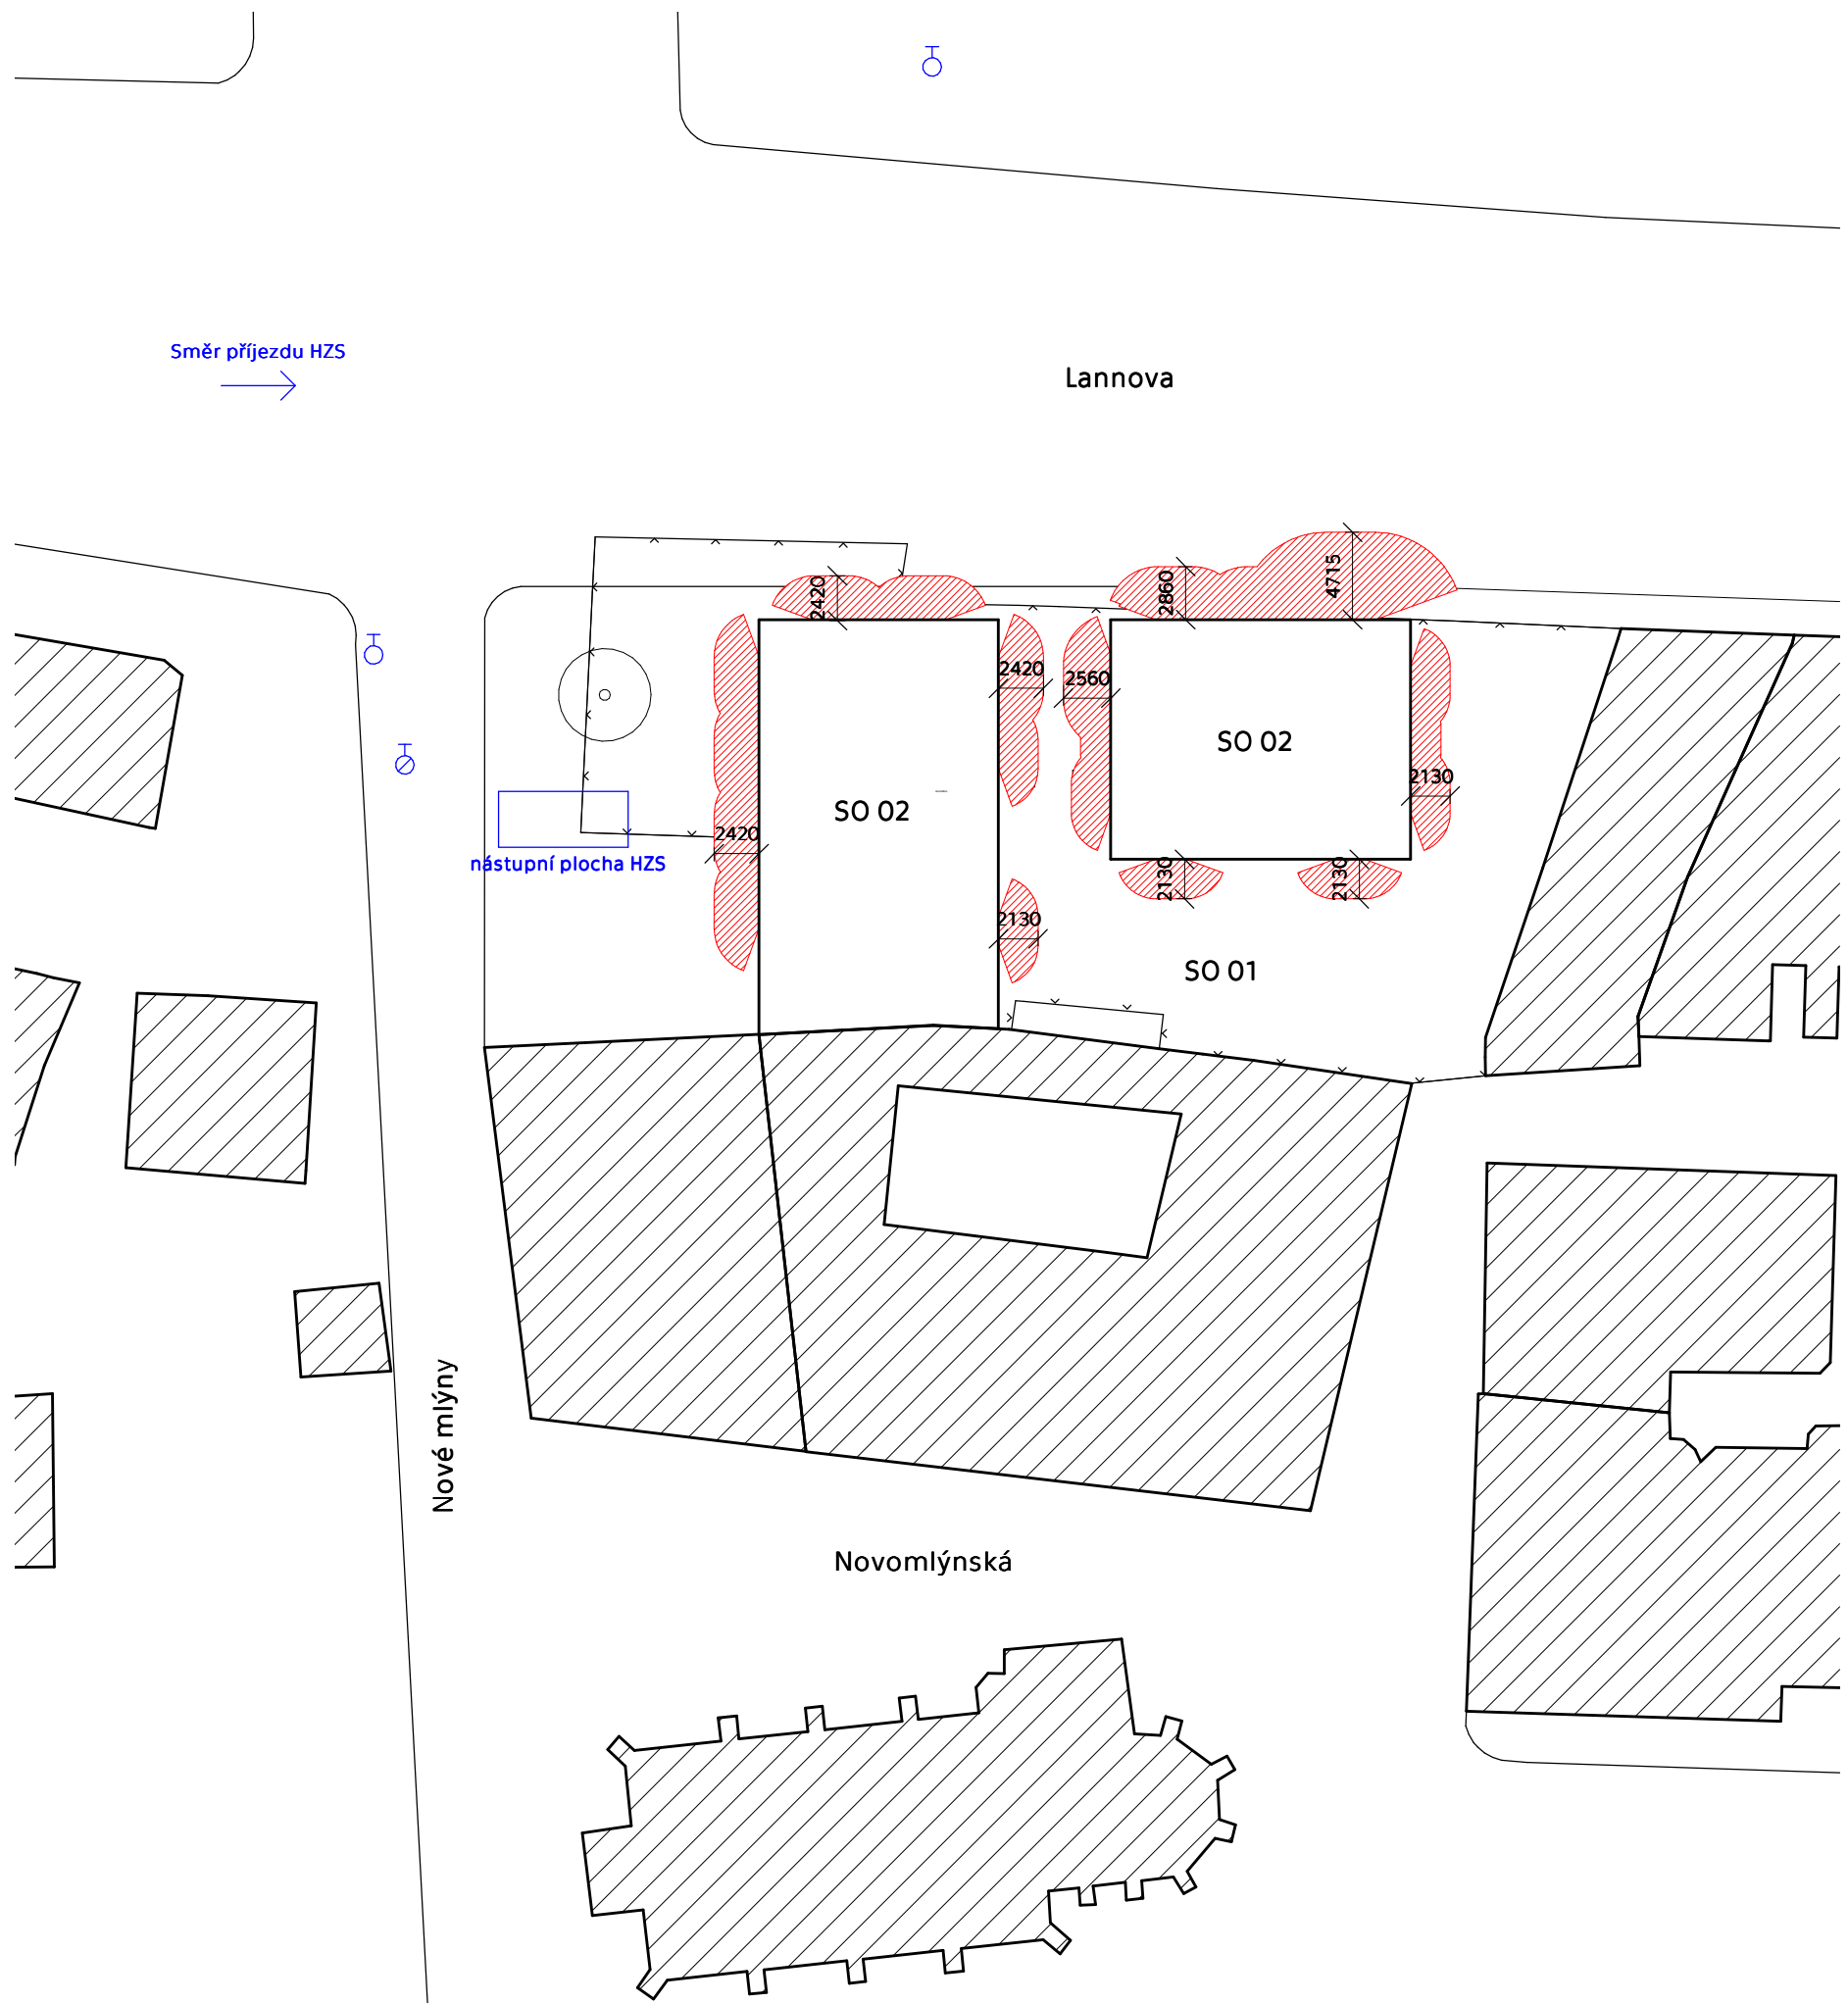 Směr příjezdu HZS
Lannova
2420
2860
4715
2420
2560
SO 02
2130
SO 02
2420
nástupní plocha HZS
2130
2130
2130
SO 01
Nové mlýny
Novomlýnská